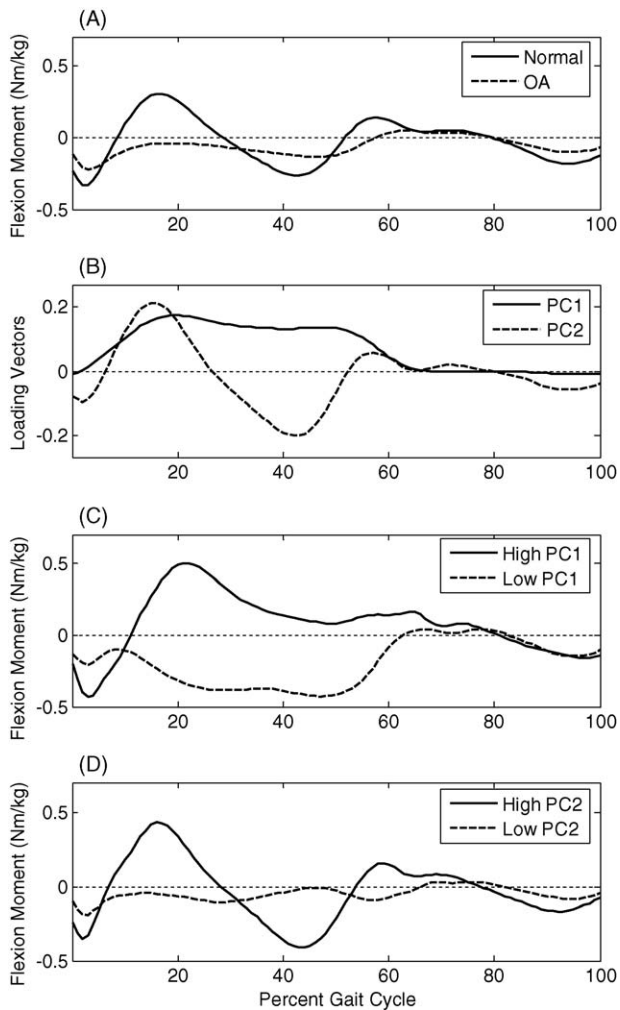 (A)
Flexion Moment (Nm/kg)
0.5
0
-0.5
Normal
OA
20
40
60
80
100
(B)
Loading Vectors
0.2
0
-0.2
PC1
PC2
20
40
60
80
100
(C)
Flexion Moment (Nm/kg)
0.5
0
-0.5
High PC1
Low PC1
20
40
60
80
100
(D)
Flexion Moment (Nm/kg)
0.5
0
-0.5
High PC2
Low PC2
20
40
60
80
100
Percent Gait Cycle